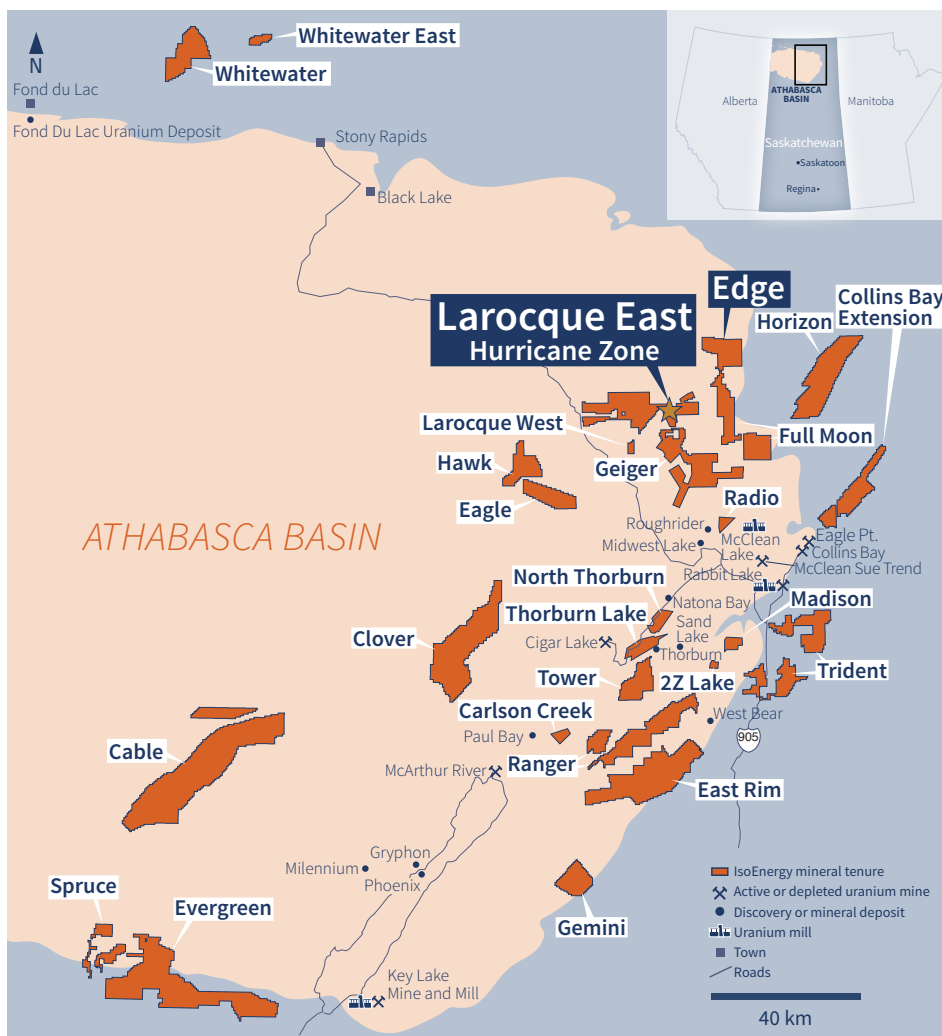 Whitewater East
Whitewater
N
Fond du Lac
Fond Du Lac Uranium Deposit
Stony Rapids
Black Lake
ATHABASCA
BASIN
Alberta
Manitoba
Saskatchewan
Saskatoon
Regina
Larocque East
Hurricane Zone
Edge
Horizon
Collins Bay
Extension
Larocque West
Full Moon
Hawk
Geiger
Eagle
Radio
ATHABASCA BASIN
Roughrider
Midwest Lake
McClean
Lake
Eagle Pt.
Collins Bay
McClean Sue Trend
Rabbit Lake
North Thorburn
Natona Bay
Madison
Thorburn Lake
Sand
Lake
Clover
Cigar Lake
Thorburn
Tower
2Z Lake
Trident
Carlson Creek
West Bear
Paul Bay
905
Cable
Ranger
McArthur River
East Rim
Gryphon
Milennium
Phoenix
Spruce
Evergreen
Gemini
Key Lake
Mine and Mill
IsoEnergy mineral tenure
Active or depleted uranium mine
Discovery or mineral deposit
Uranium mill
Town
Roads
40 km